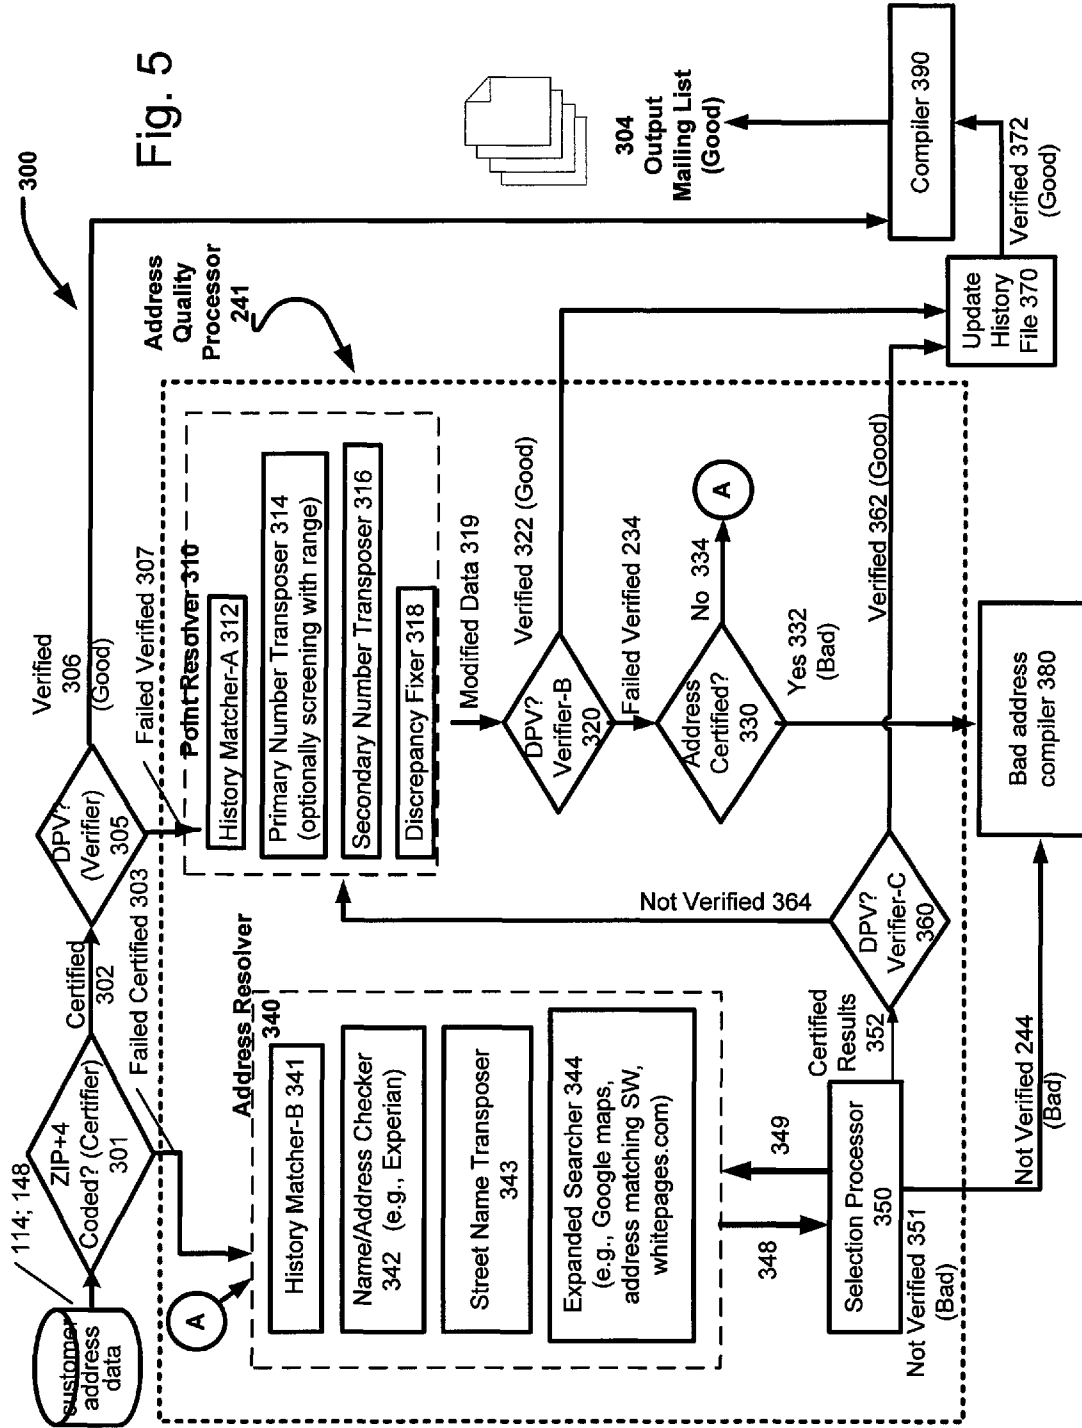 Fig. 5
300
customer
address
data
114; 148
ZIP+4
Coded? (Certifier)
301
Certified
302
Failed Certified 303
DPV?
(Verifier)
305
Verified
306
(Good)
Failed Verified 307
Address
Quality
Processor
241
Point Resolver 310
History Matcher-A 312
Primary Number Transposer 314
(optionally screening with range)
Secondary Number Transposer 316
Discrepancy Fixer 318
Modified Data 319
DPV?
Verifier-B
320
Verified 322 (Good)
Failed Verified 234
Address
Certified?
330
No 334
A
Yes 332
(Bad)
A
Address Resolver
340
History Matcher-B 341
Name/Address Checker
342 (e.g., Experian)
Street Name Transposer
343
Expanded Searcher 344
(e.g., Google maps,
address matching SW,
whitepages.com)
348
349
Selection Processor
350
Not Verified 351
(Bad)
Certified
Results
352
DPV?
Verifier-C
360
Not Verified 364
Verified 362 (Good)
Not Verified 244
(Bad)
Bad address
compiler 380
Update
History
File 370
Verified 372
(Good)
Compiler 390
304
Output
Mailing List
(Good)